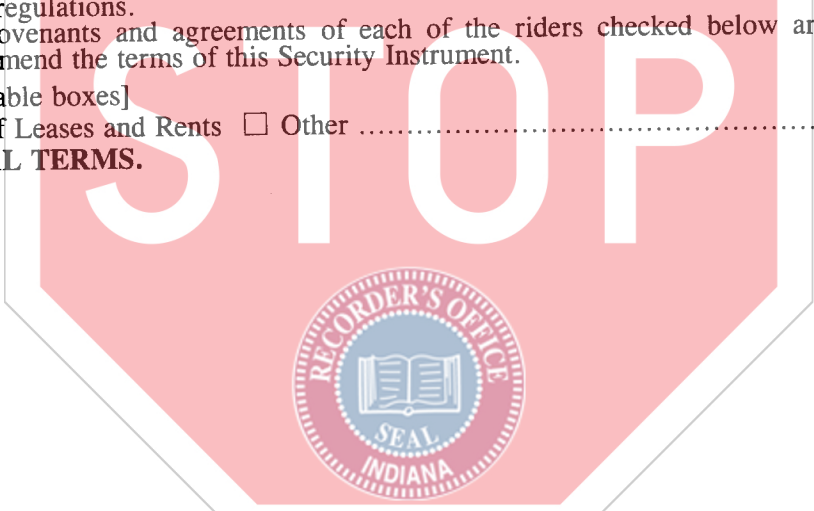 regulations.
ovenants and agreements of each of the riders checked below ar
mend the terms of this Security Instrument.
able boxes]
f Leases and Rents ☐ Other ........................................................
L TERMS.
STOP
RECORDER'S OFFICE
SEAL
INDIANA